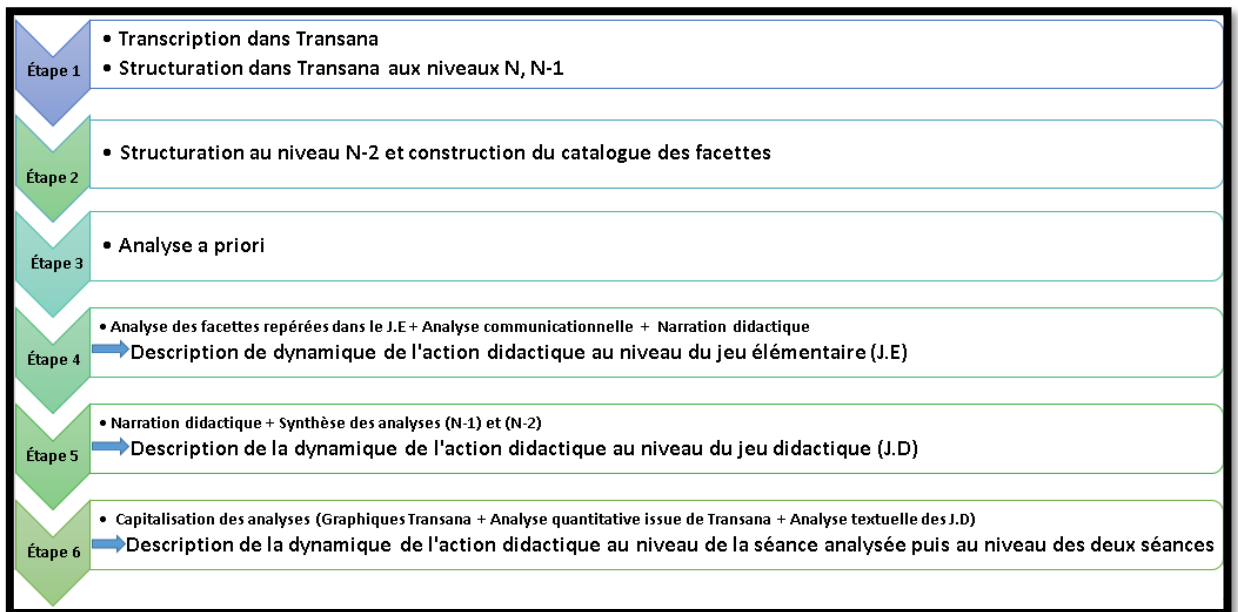 Étape 1
• Transcription dans Transana
• Structuration dans Transana aux niveaux N, N-1
Étape 2
• Structuration au niveau N-2 et construction du catalogue des facettes
Étape 3
• Analyse a priori
Étape 4
• Analyse des facettes repérées dans le J.E + Analyse communicationnelle + Narration didactique
Description de dynamique de l'action didactique au niveau du jeu élémentaire (J.E)
Étape 5
• Narration didactique + Synthèse des analyses (N-1) et (N-2)
Description de la dynamique de l'action didactique au niveau du jeu didactique (J.D)
Étape 6
• Capitalisation des analyses (Graphiques Transana + Analyse quantitative issue de Transana + Analyse textuelle des J.D)
Description de la dynamique de l'action didactique au niveau de la séance analysée puis au niveau des deux séances